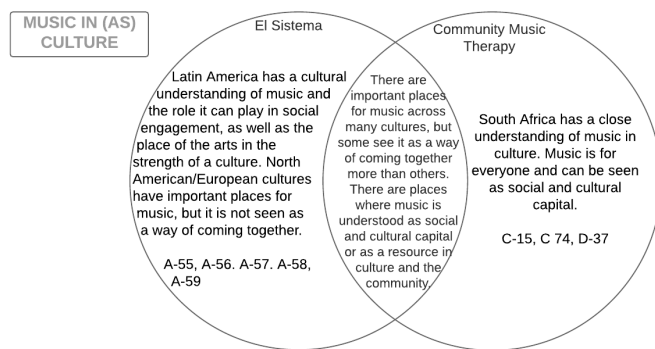 MUSIC IN (AS)
CULTURE
El Sistema
Latin America has a cultural
understanding of music and
the role it can play in social
engagement, as well as the
place of the arts in the
strength of a culture. North
American/European cultures
have important places for
music, but it is not seen as
a way of coming together.
A-55, A-56. A-57. A-58,
A-59
There are
important places
for music across
many cultures, but
some see it as a way
of coming together
more than others.
There are places
where music is
understood as social
and cultural capital
or as a resource in
culture and the
community.
Community Music
Therapy
South Africa has a close
understanding of music in
culture. Music is for
everyone and can be seen
as social and cultural
capital.
C-15, C 74, D-37